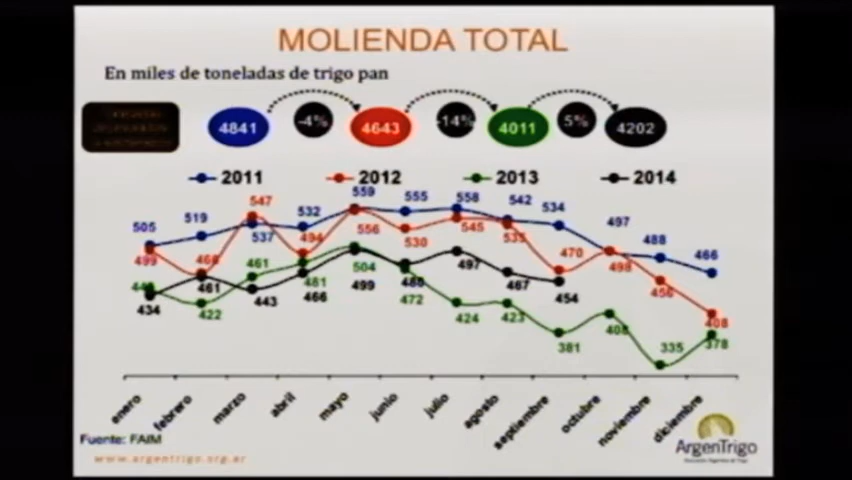 MOLIENDA TOTAL
En miles de toneladas de trigo pan
4841 -4% 4643 -14% 4011 5% 4202
2011 2012 2013 2014
505 519 537 532 559 555 558 542 534 497 488 466
499 547 494 556 530 545 535 470 498 456 408
422 461 481 504 472 424 423 381 408 335 378
434 461 443 466 499 486 497 467 454
enero febrero marzo abril mayo junio julio agosto septiembre octubre noviembre diciembre
Fuente: FAIM
www.argentrigo.org.ar
ArgenTrigo